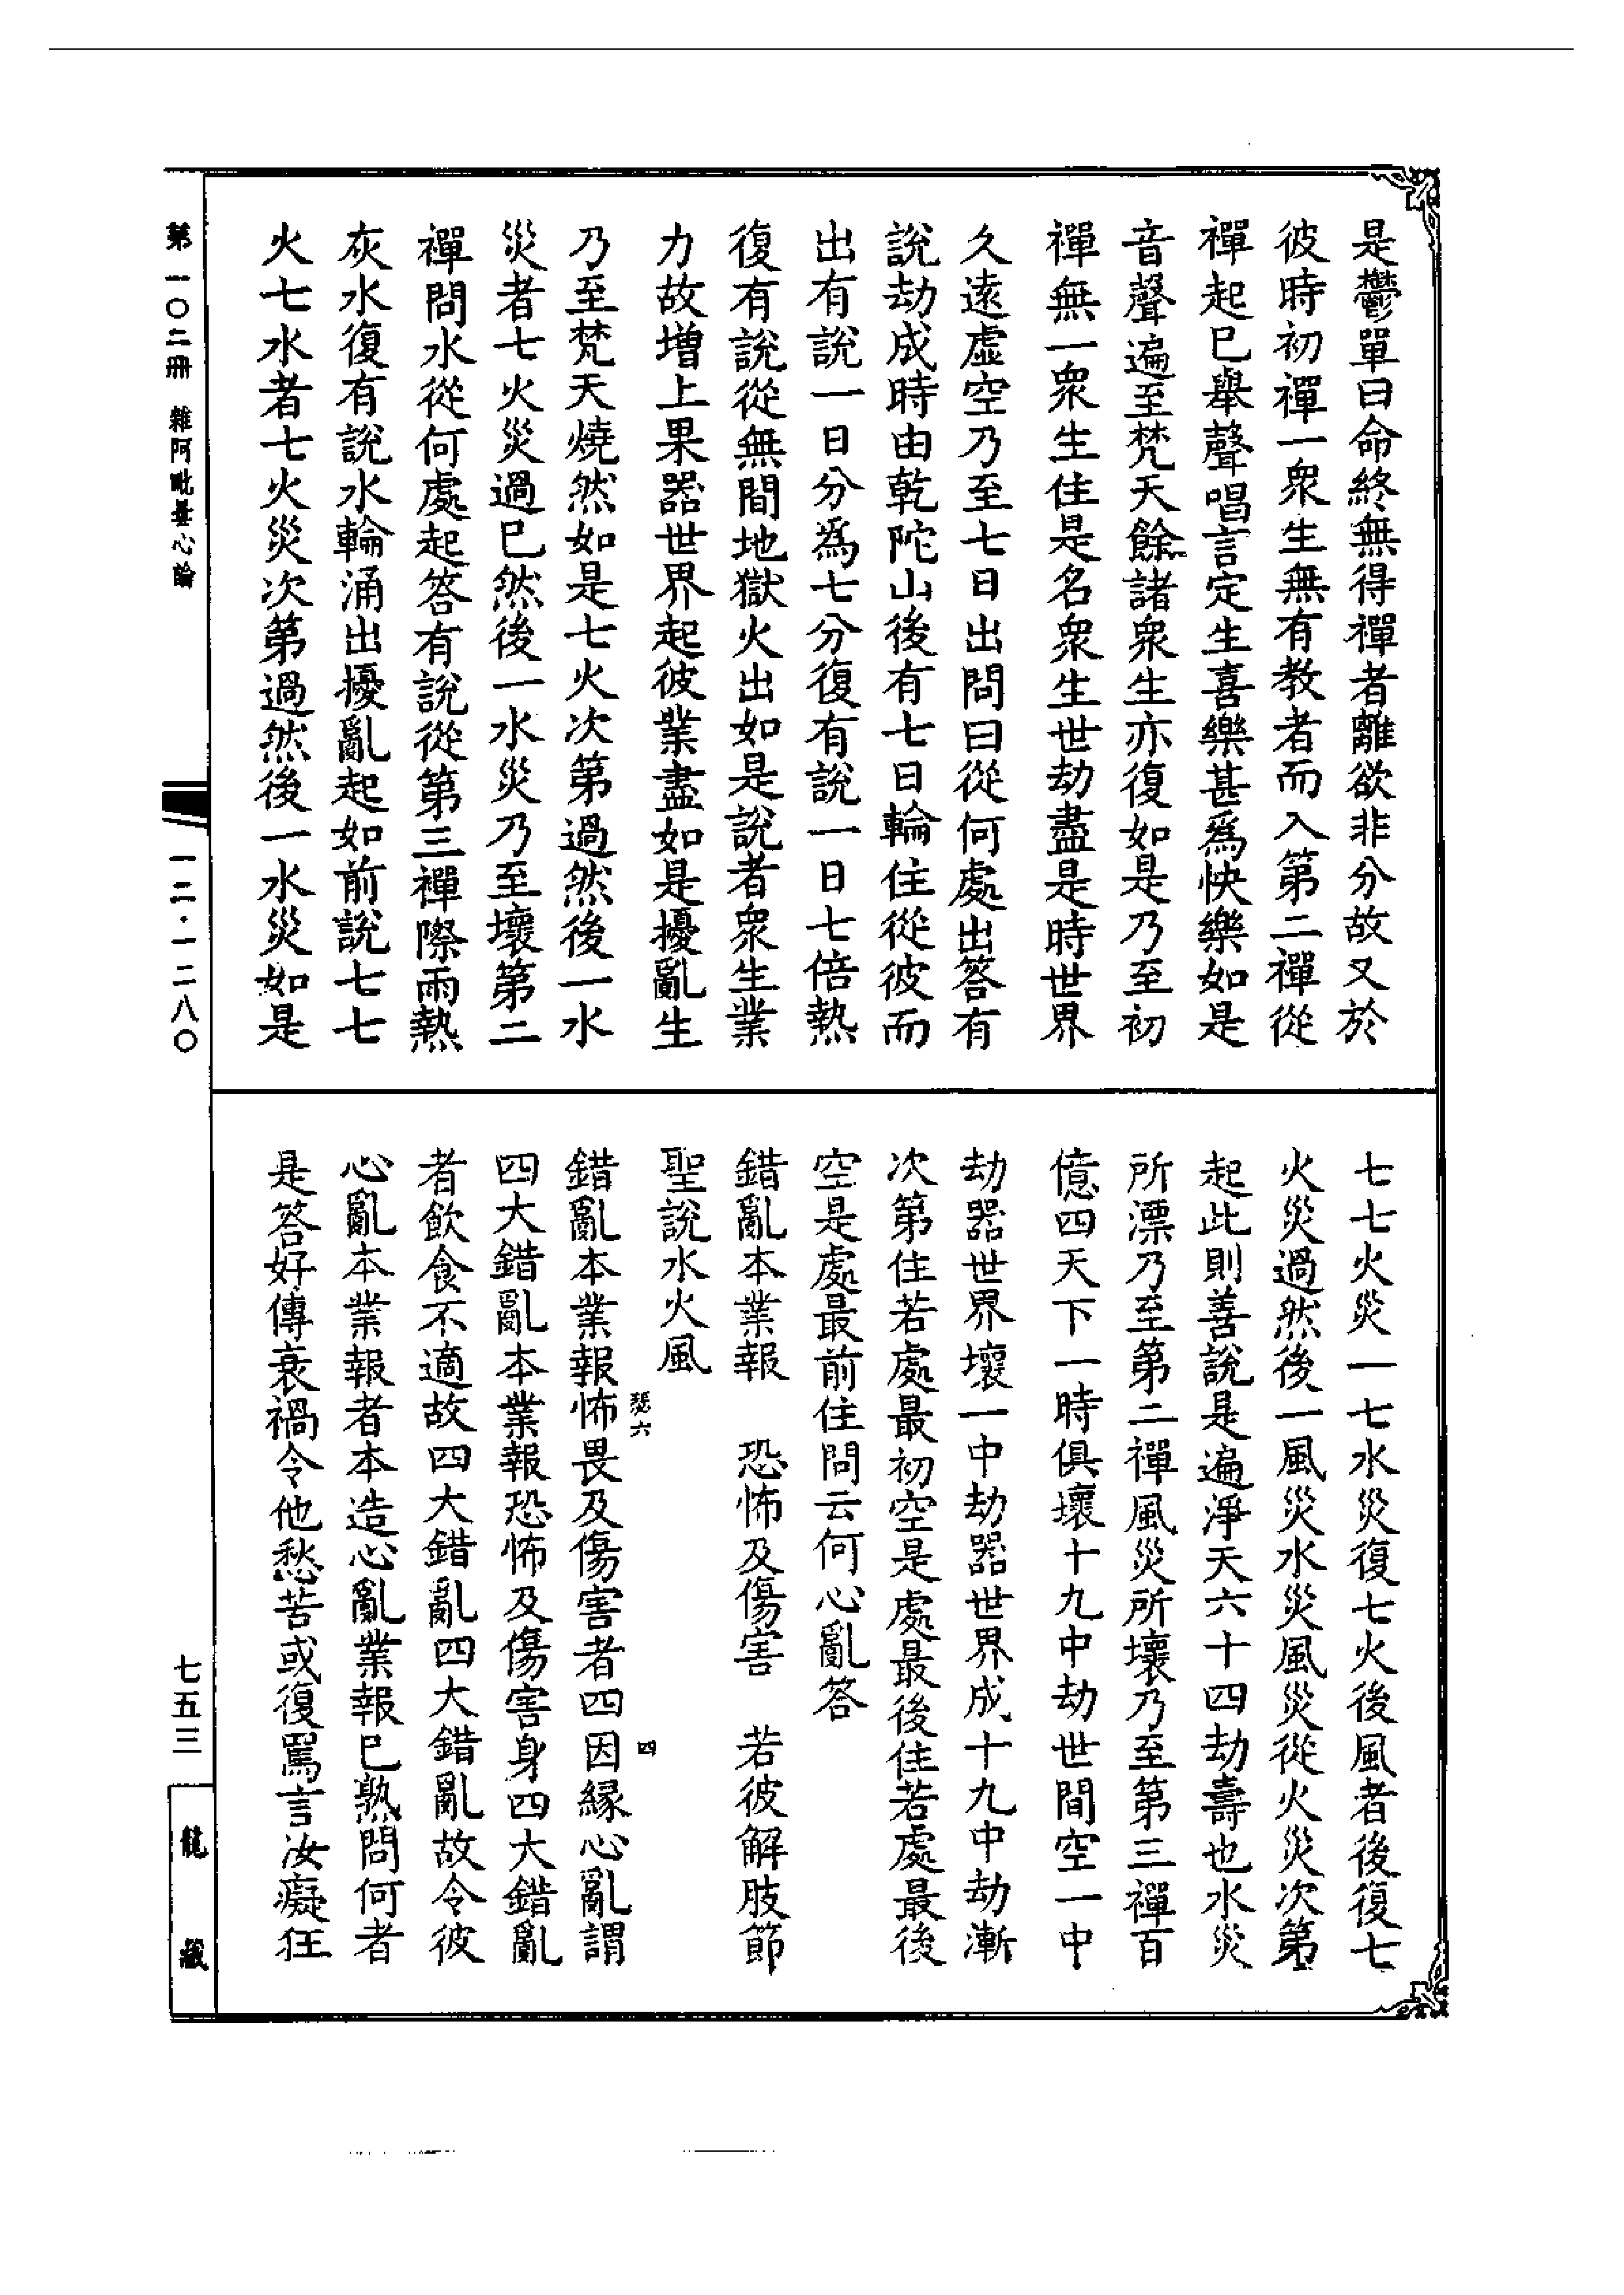 是鬱單曰命終無得禪者離欲非分故又於
彼時初禪一衆生無有教者而入第二禪從
禪起已舉聲唱言定生喜樂甚爲快樂如是
音聲遍至梵天餘諸衆生亦復如是乃至初
禪無一衆生住是名衆生世劫盡是時世界
久遠虛空乃至七日出問曰從何處出答有
說劫成時由乾陀山後有七日輪住從彼而
出有說一日分爲七分復有說一日七倍熱
復有說從無間地獄火出如是說者衆生業
力故增上果器世界起彼業盡如是擾亂生
乃至梵天燒然如是七火次第過然後一水
災者七火災過已然後一水災乃至壞第二
禪問水從何處起答有說從第三禪際雨熱
灰水復有說水輪涌出擾亂起如前說七七
火七水者七火災次第過然後一水災如是
七七火災一七水災復七火後風者後復七
火災過然後一風災水災風災從火災次第
起此則善說是遍淨天六十四劫壽也水災
所漂乃至第二禪風災所壞乃至第三禪百
億四天下一時俱壞十九中劫世間空一中
劫器世界壞一中劫器世界成十九中劫漸
次第住若處最初空是處最後住若處最後
空是處最前住問云何心亂答
錯亂本業報　恐怖及傷害　若彼解肢節
聖說水火風
錯亂本業報怖畏及傷害者四因緣心亂謂
四大錯亂本業報恐怖及傷害身四大錯亂
者飲食不適故四大錯亂四大錯亂故令彼
心亂本業報者本造心亂業報已熟問何者
是答好傳衰禍令他愁苦或復罵言汝癡狂
第一〇二冊　雜阿毗曇心論
一二·一二八〇
七五三
龍藏
四